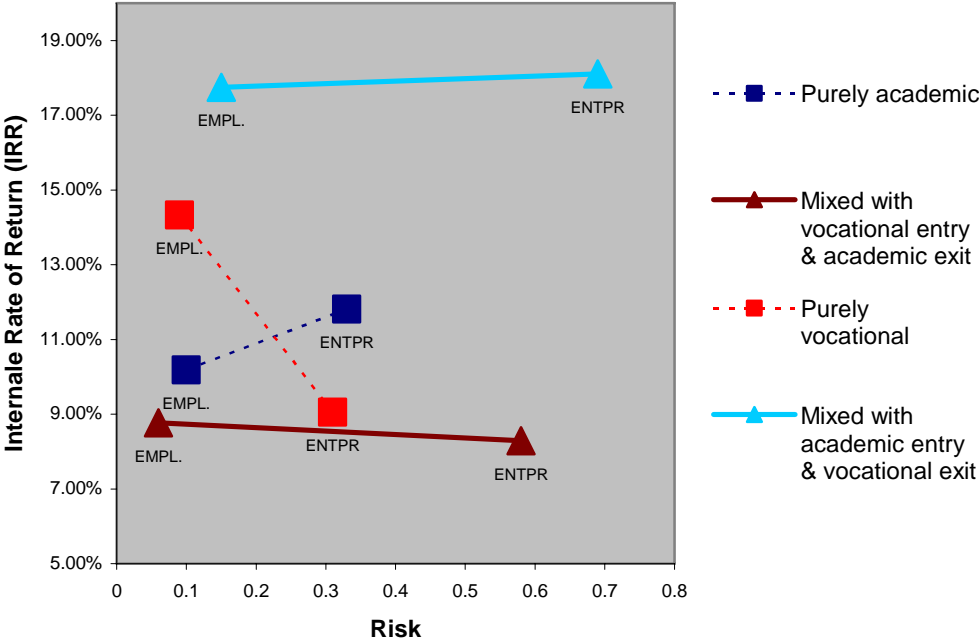 19.00%
17.00%
15.00%
13.00%
11.00%
9.00%
7.00%
5.00%
Internale Rate of Return (IRR)
EMPL.
ENTPR
EMPL.
ENTPR
EMPL.
EMPL.
ENTPR
ENTPR
0 0.1 0.2 0.3 0.4 0.5 0.6 0.7 0.8
Risk
Purely academic
Mixed with
vocational entry
& academic exit
Purely
vocational
Mixed with
academic entry
& vocational exit